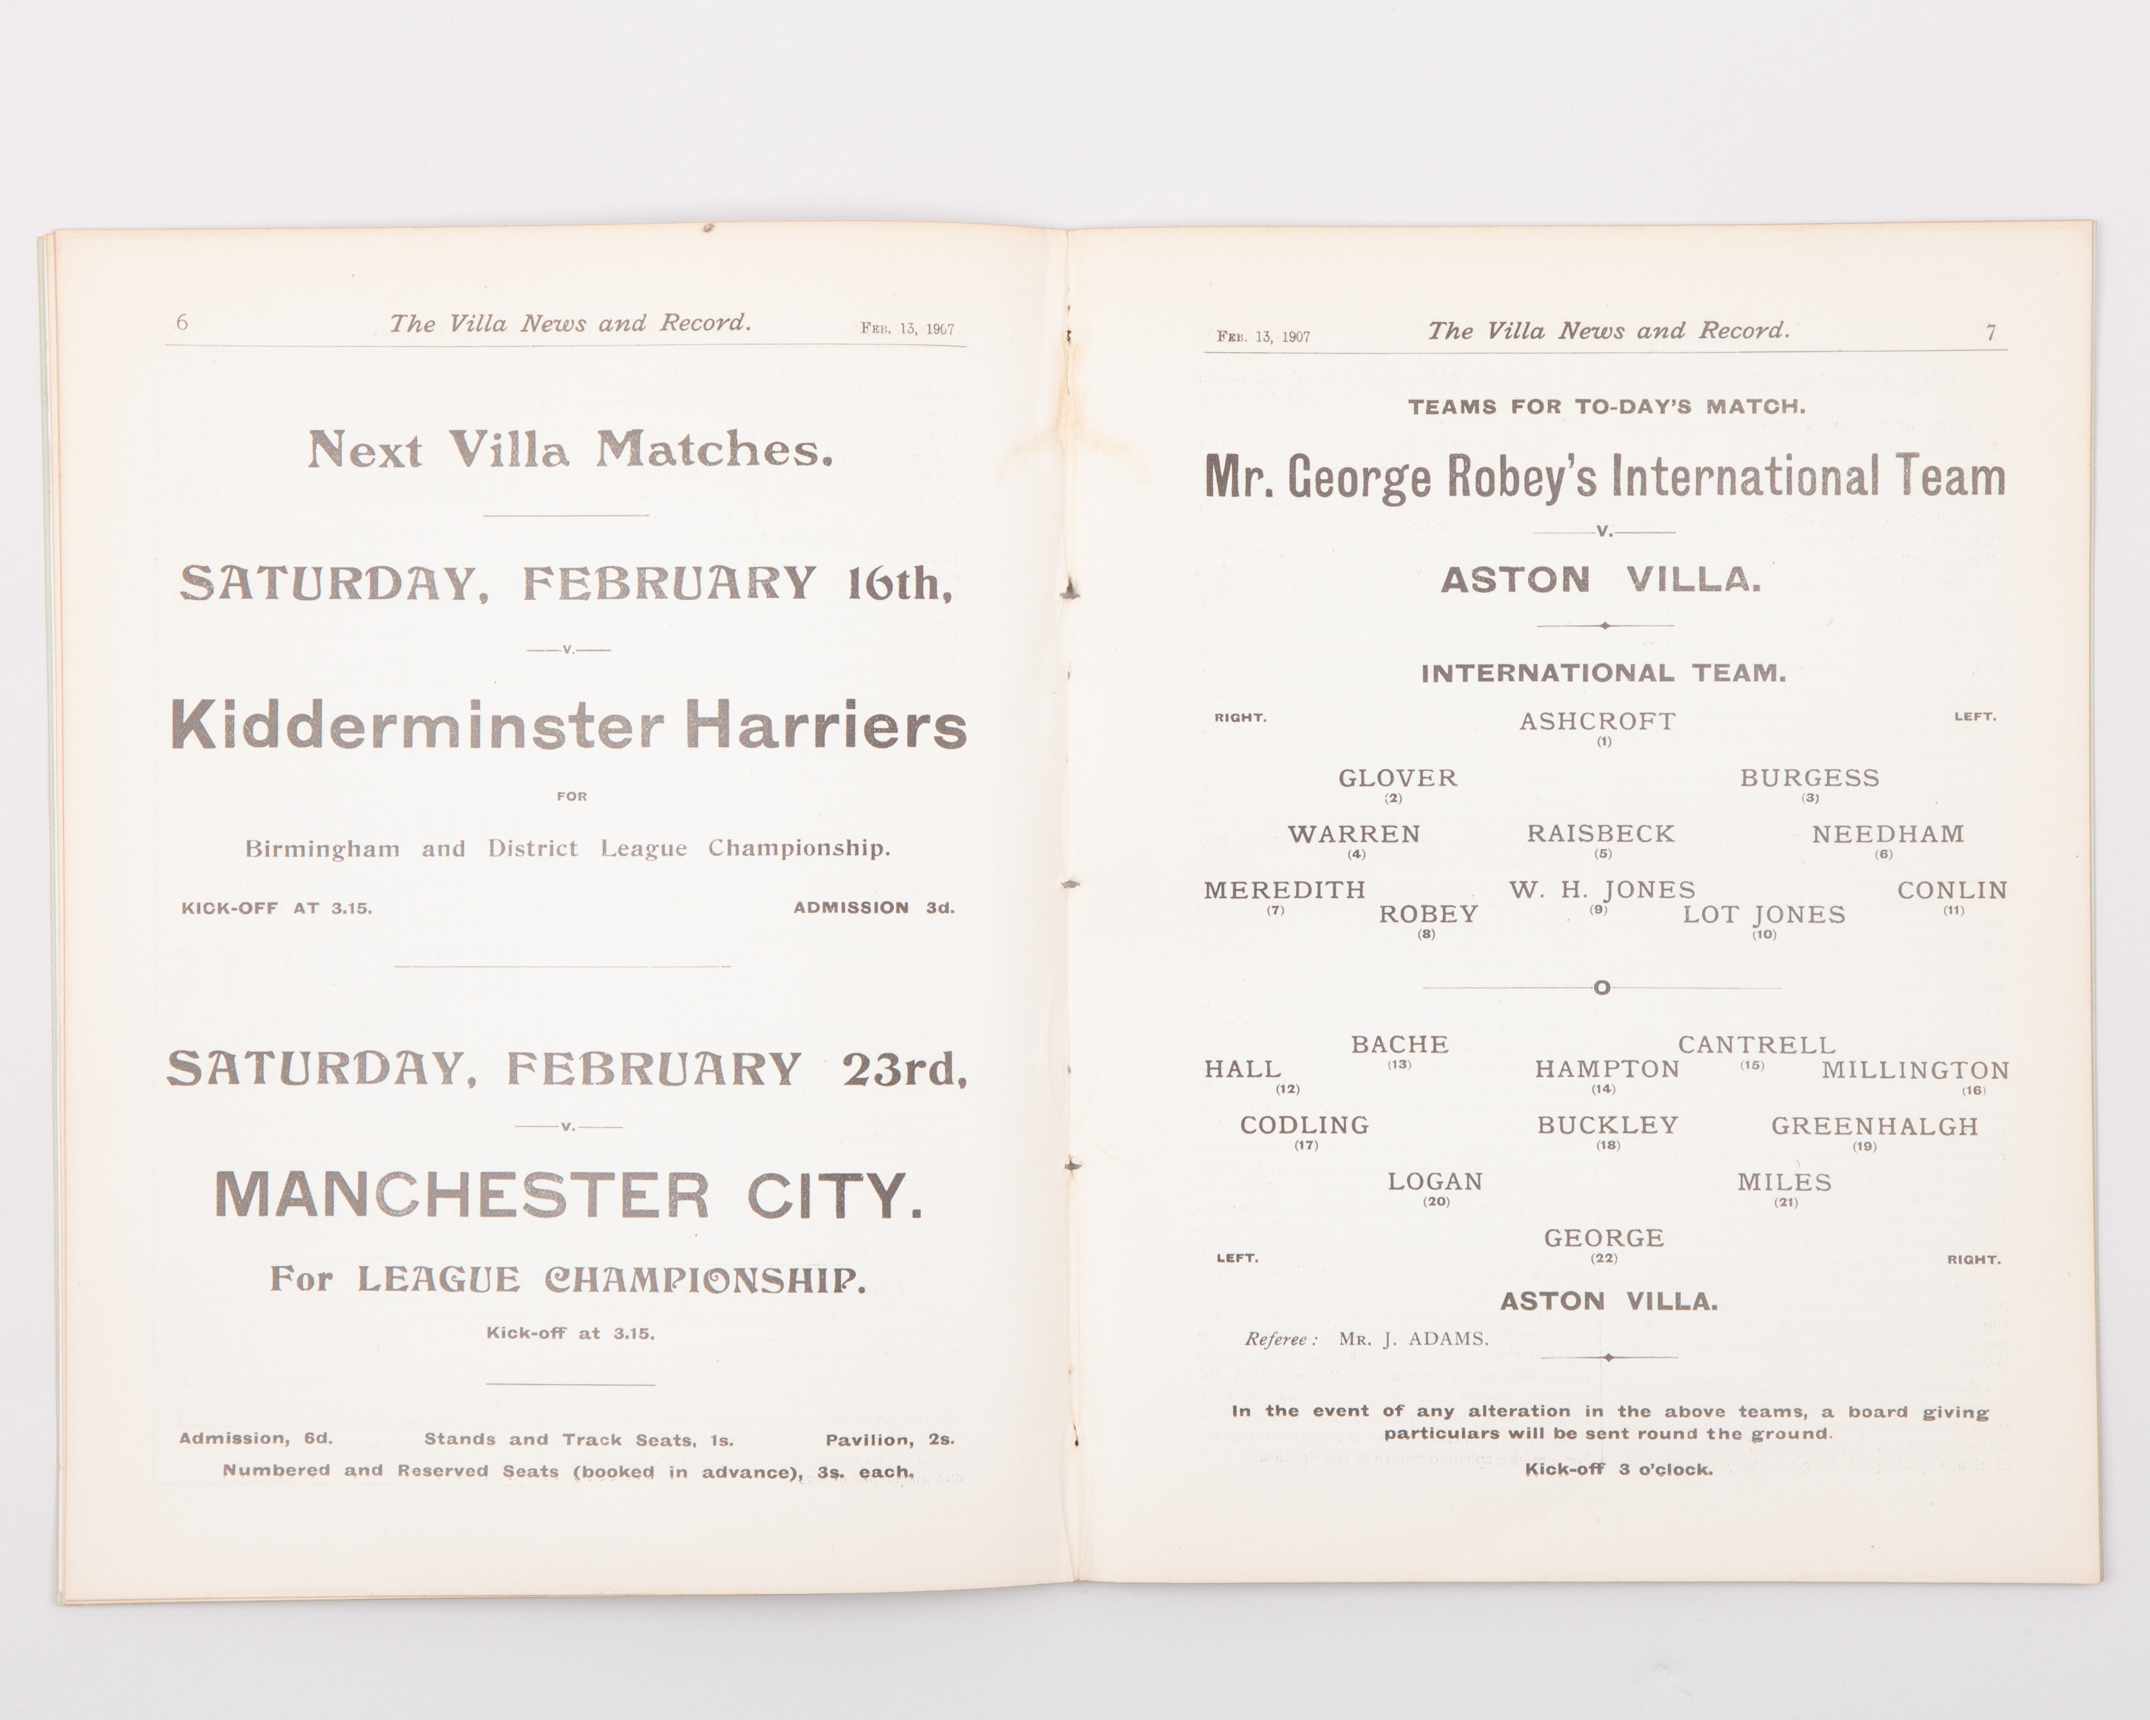 6 The Villa News and Record. FEB. 13, 1907
Next Villa Matches.
SATURDAY, FEBRUARY 16th,
v.
Kidderminster Harriers
FOR
Birmingham and District League Championship.
KICK-OFF AT 3.15. ADMISSION 3d.
SATURDAY, FEBRUARY 23rd,
v.
MANCHESTER CITY.
For LEAGUE CHAMPIONSHIP.
Kick-off at 3.15.
Admission, 6d. Stands and Track Seats, 1s. Pavilion, 2s.
Numbered and Reserved Seats (booked in advance), 3s. each.
FEB. 13, 1907 The Villa News and Record. 7
TEAMS FOR TO-DAY'S MATCH.
Mr. George Robey's International Team
v.
ASTON VILLA.
INTERNATIONAL TEAM.
RIGHT. ASHCROFT LEFT.
(1)
GLOVER BURGESS
(2) (3)
WARREN RAISBECK NEEDHAM
(4) (5) (6)
MEREDITH W. H. JONES CONLIN
(7) (9) (11)
ROBEY LOT JONES
(8) (10)
O
BACHE CANTRELL
(13) (15)
HALL HAMPTON MILLINGTON
(12) (14) (16)
CODLING BUCKLEY GREENHALGH
(17) (18) (19)
LOGAN MILES
(20) (21)
GEORGE
LEFT. (22) RIGHT.
ASTON VILLA.
Referee: MR. J. ADAMS.
In the event of any alteration in the above teams, a board giving
particulars will be sent round the ground.
Kick-off 3 o'clock.